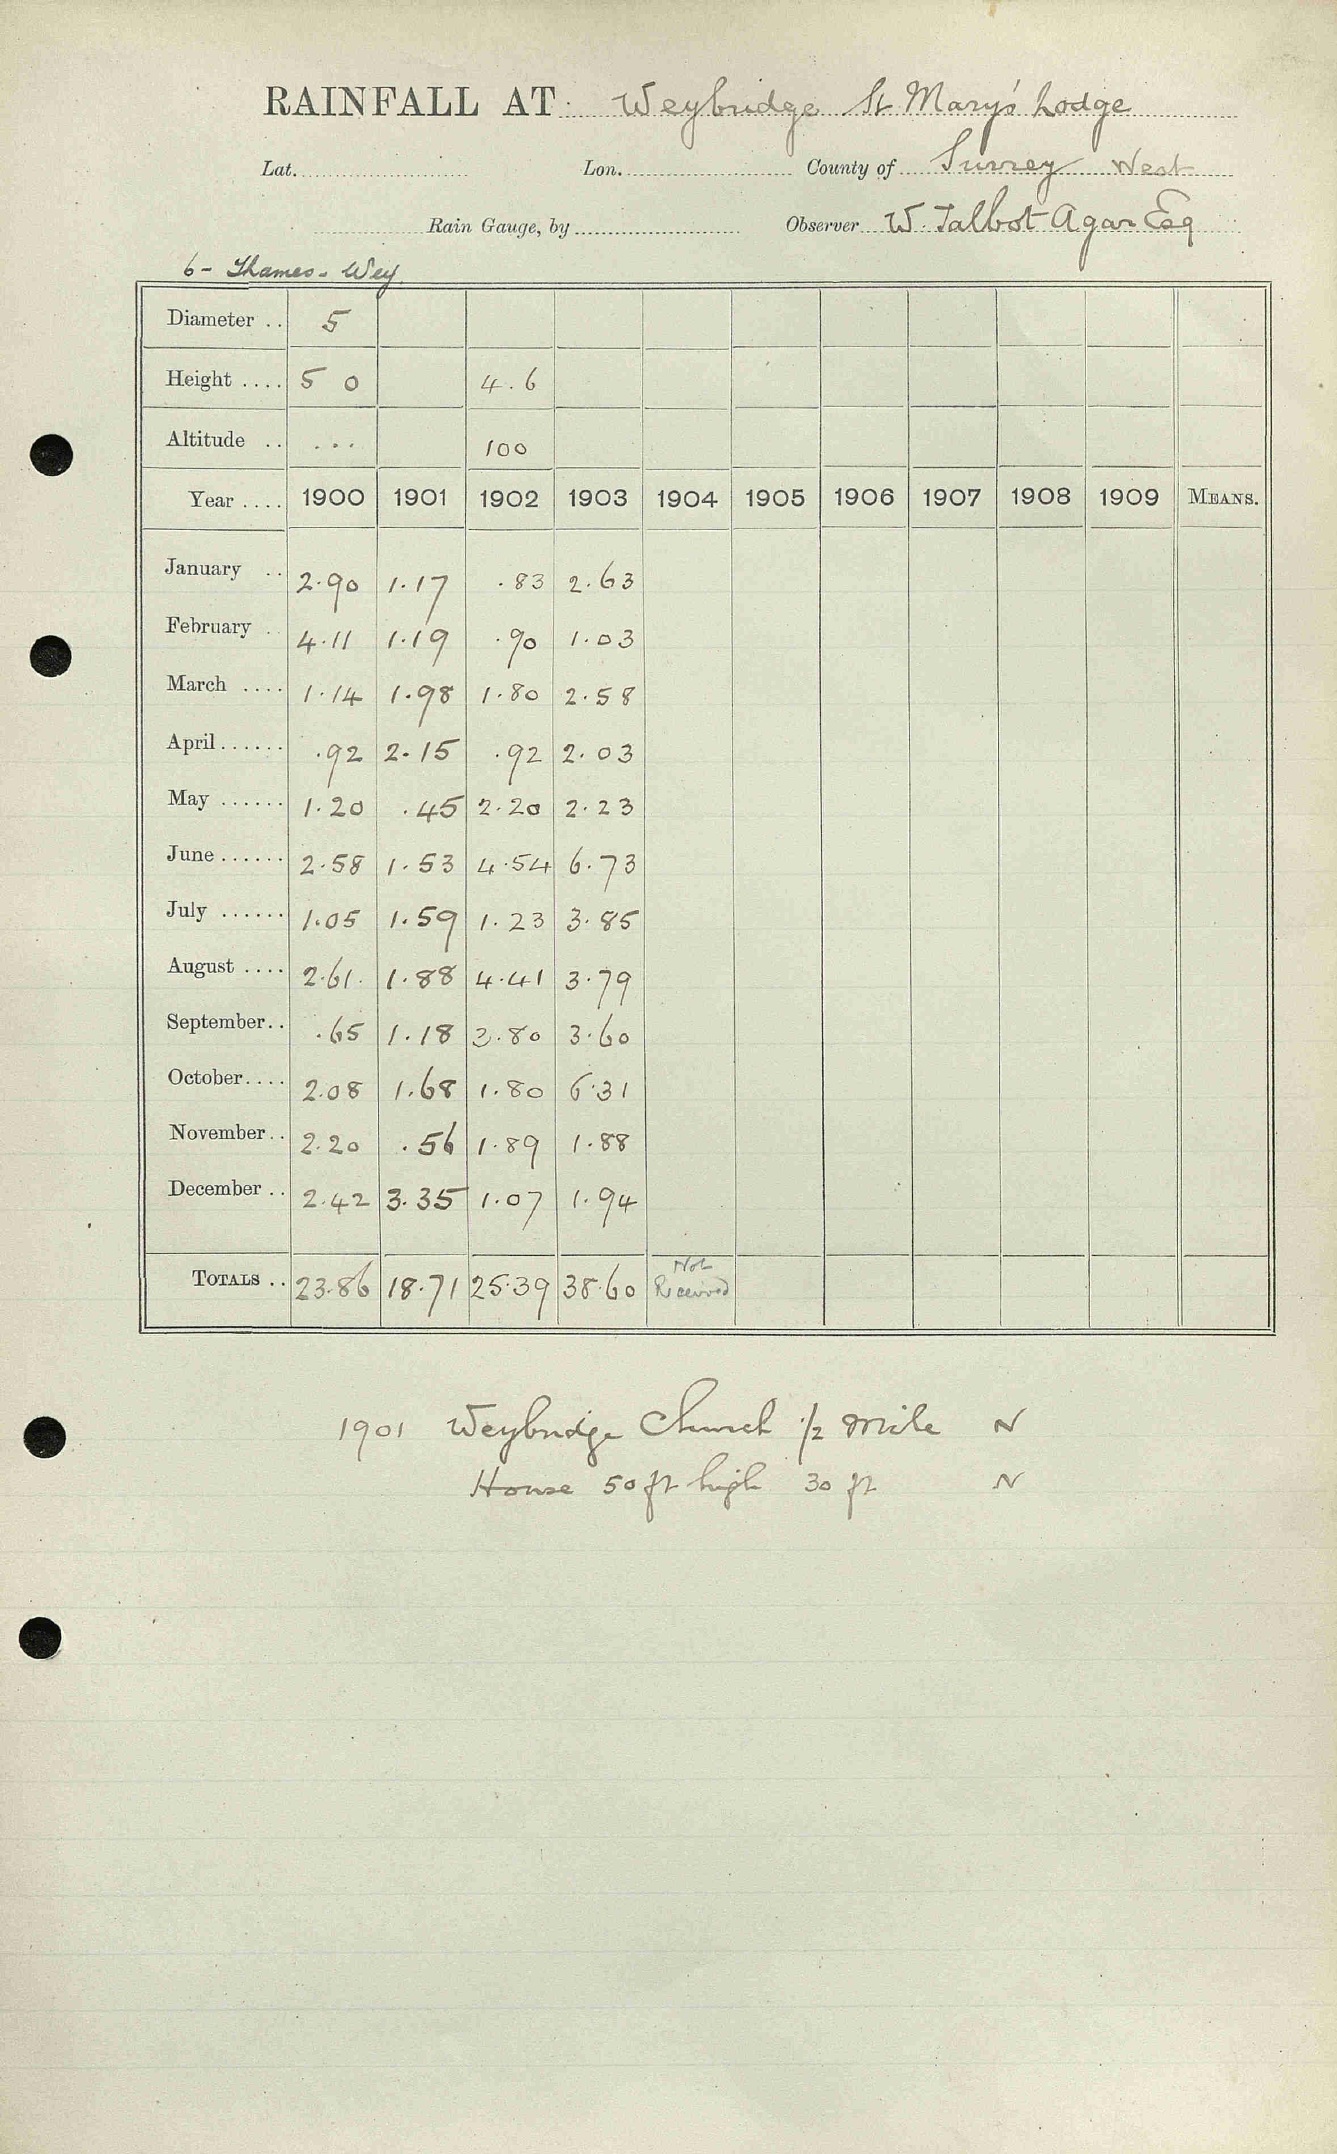 RAINFALL AT Weybridge St Mary's Lodge
Lat. Lon. County of Surrey West
Rain Gauge, by Observer W. Talbot Agar Esq
6 - Thames - Wey
Diameter .. 5
Height .... 5 0 4.6
Altitude .. ... 100
Year .... 1900 1901 1902 1903 1904 1905 1906 1907 1908 1909 MEANS.
January .. 2.90 1.17 .83 2.63
February .. 4.11 1.19 .90 1.03
March .... 1.14 1.98 1.80 2.58
April ...... .92 2.15 .92 2.03
May ...... 1.20 .45 2.20 2.23
June ...... 2.58 1.53 4.54 6.73
July ...... 1.05 1.59 1.23 3.85
August .... 2.61 1.88 4.41 3.79
September.. .65 1.18 3.80 3.60
October.... 2.08 1.68 1.80 6.31
November.. 2.20 .56 1.89 1.88
December .. 2.42 3.35 1.07 1.94
TOTALS .. 23.86 18.71 25.39 38.60 Not Received
1901 Weybridge Church 1/2 mile N
House 50 ft high 30 ft N